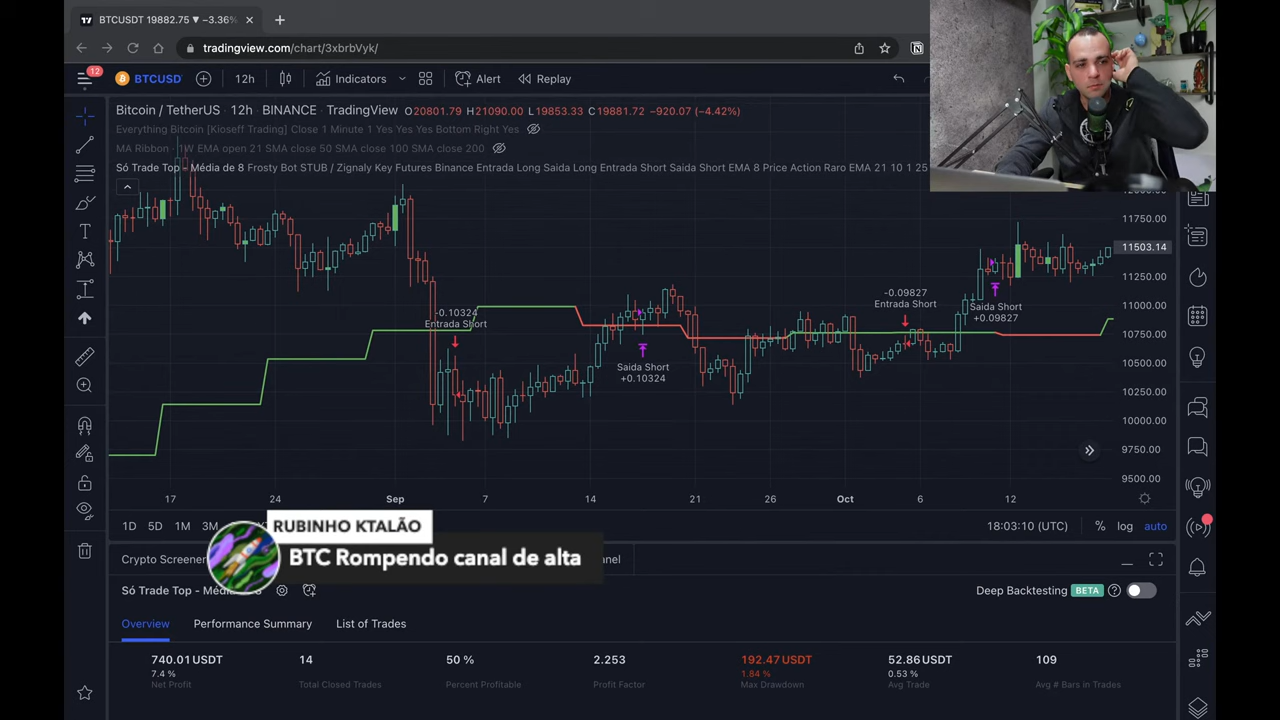 BTCUSDT 19882.75 ▼ −3.36%
tradingview.com/chart/3xbrbVyk/
12
BTCUSD
12h
Indicators
Alert
Replay
Bitcoin / TetherUS · 12h · BINANCE · TradingView O20801.79 H21090.00 L19853.33 C19881.72 −920.07 (−4.42%)
Everything Bitcoin [Kioseff Trading] Close 1 Minute 1 Yes Yes Yes Bottom Right Yes
MA Ribbon · 1W EMA open 21 SMA close 50 SMA close 100 SMA close 200
Só Trade Top - Média de 8 Frosty Bot STUB / Zignaly Key Futures Binance Entrada Long Saida Long Entrada Short Saida Short EMA 8 Price Action Raro EMA 21 10 1 25
12000.00
11750.00
11503.14
11250.00
11000.00
10750.00
10500.00
10250.00
10000.00
9750.00
9500.00
-0.10324
Entrada Short
Saida Short
+0.10324
-0.09827
Entrada Short
Saida Short
+0.09827
17 24 Sep 7 14 21 26 Oct 6 12
1D 5D 1M 3M
18:03:10 (UTC) % log auto
RUBINHO KTALÃO
BTC Rompendo canal de alta
Crypto Screener
Só Trade Top - Média
Deep Backtesting BETA
Overview Performance Summary List of Trades
740.01 USDT 14 50 % 2.253 192.47 USDT 52.86 USDT 109
7.4 % 1.84 % 0.53 %
Net Profit Total Closed Trades Percent Profitable Profit Factor Max Drawdown Avg Trade Avg # Bars in Trades